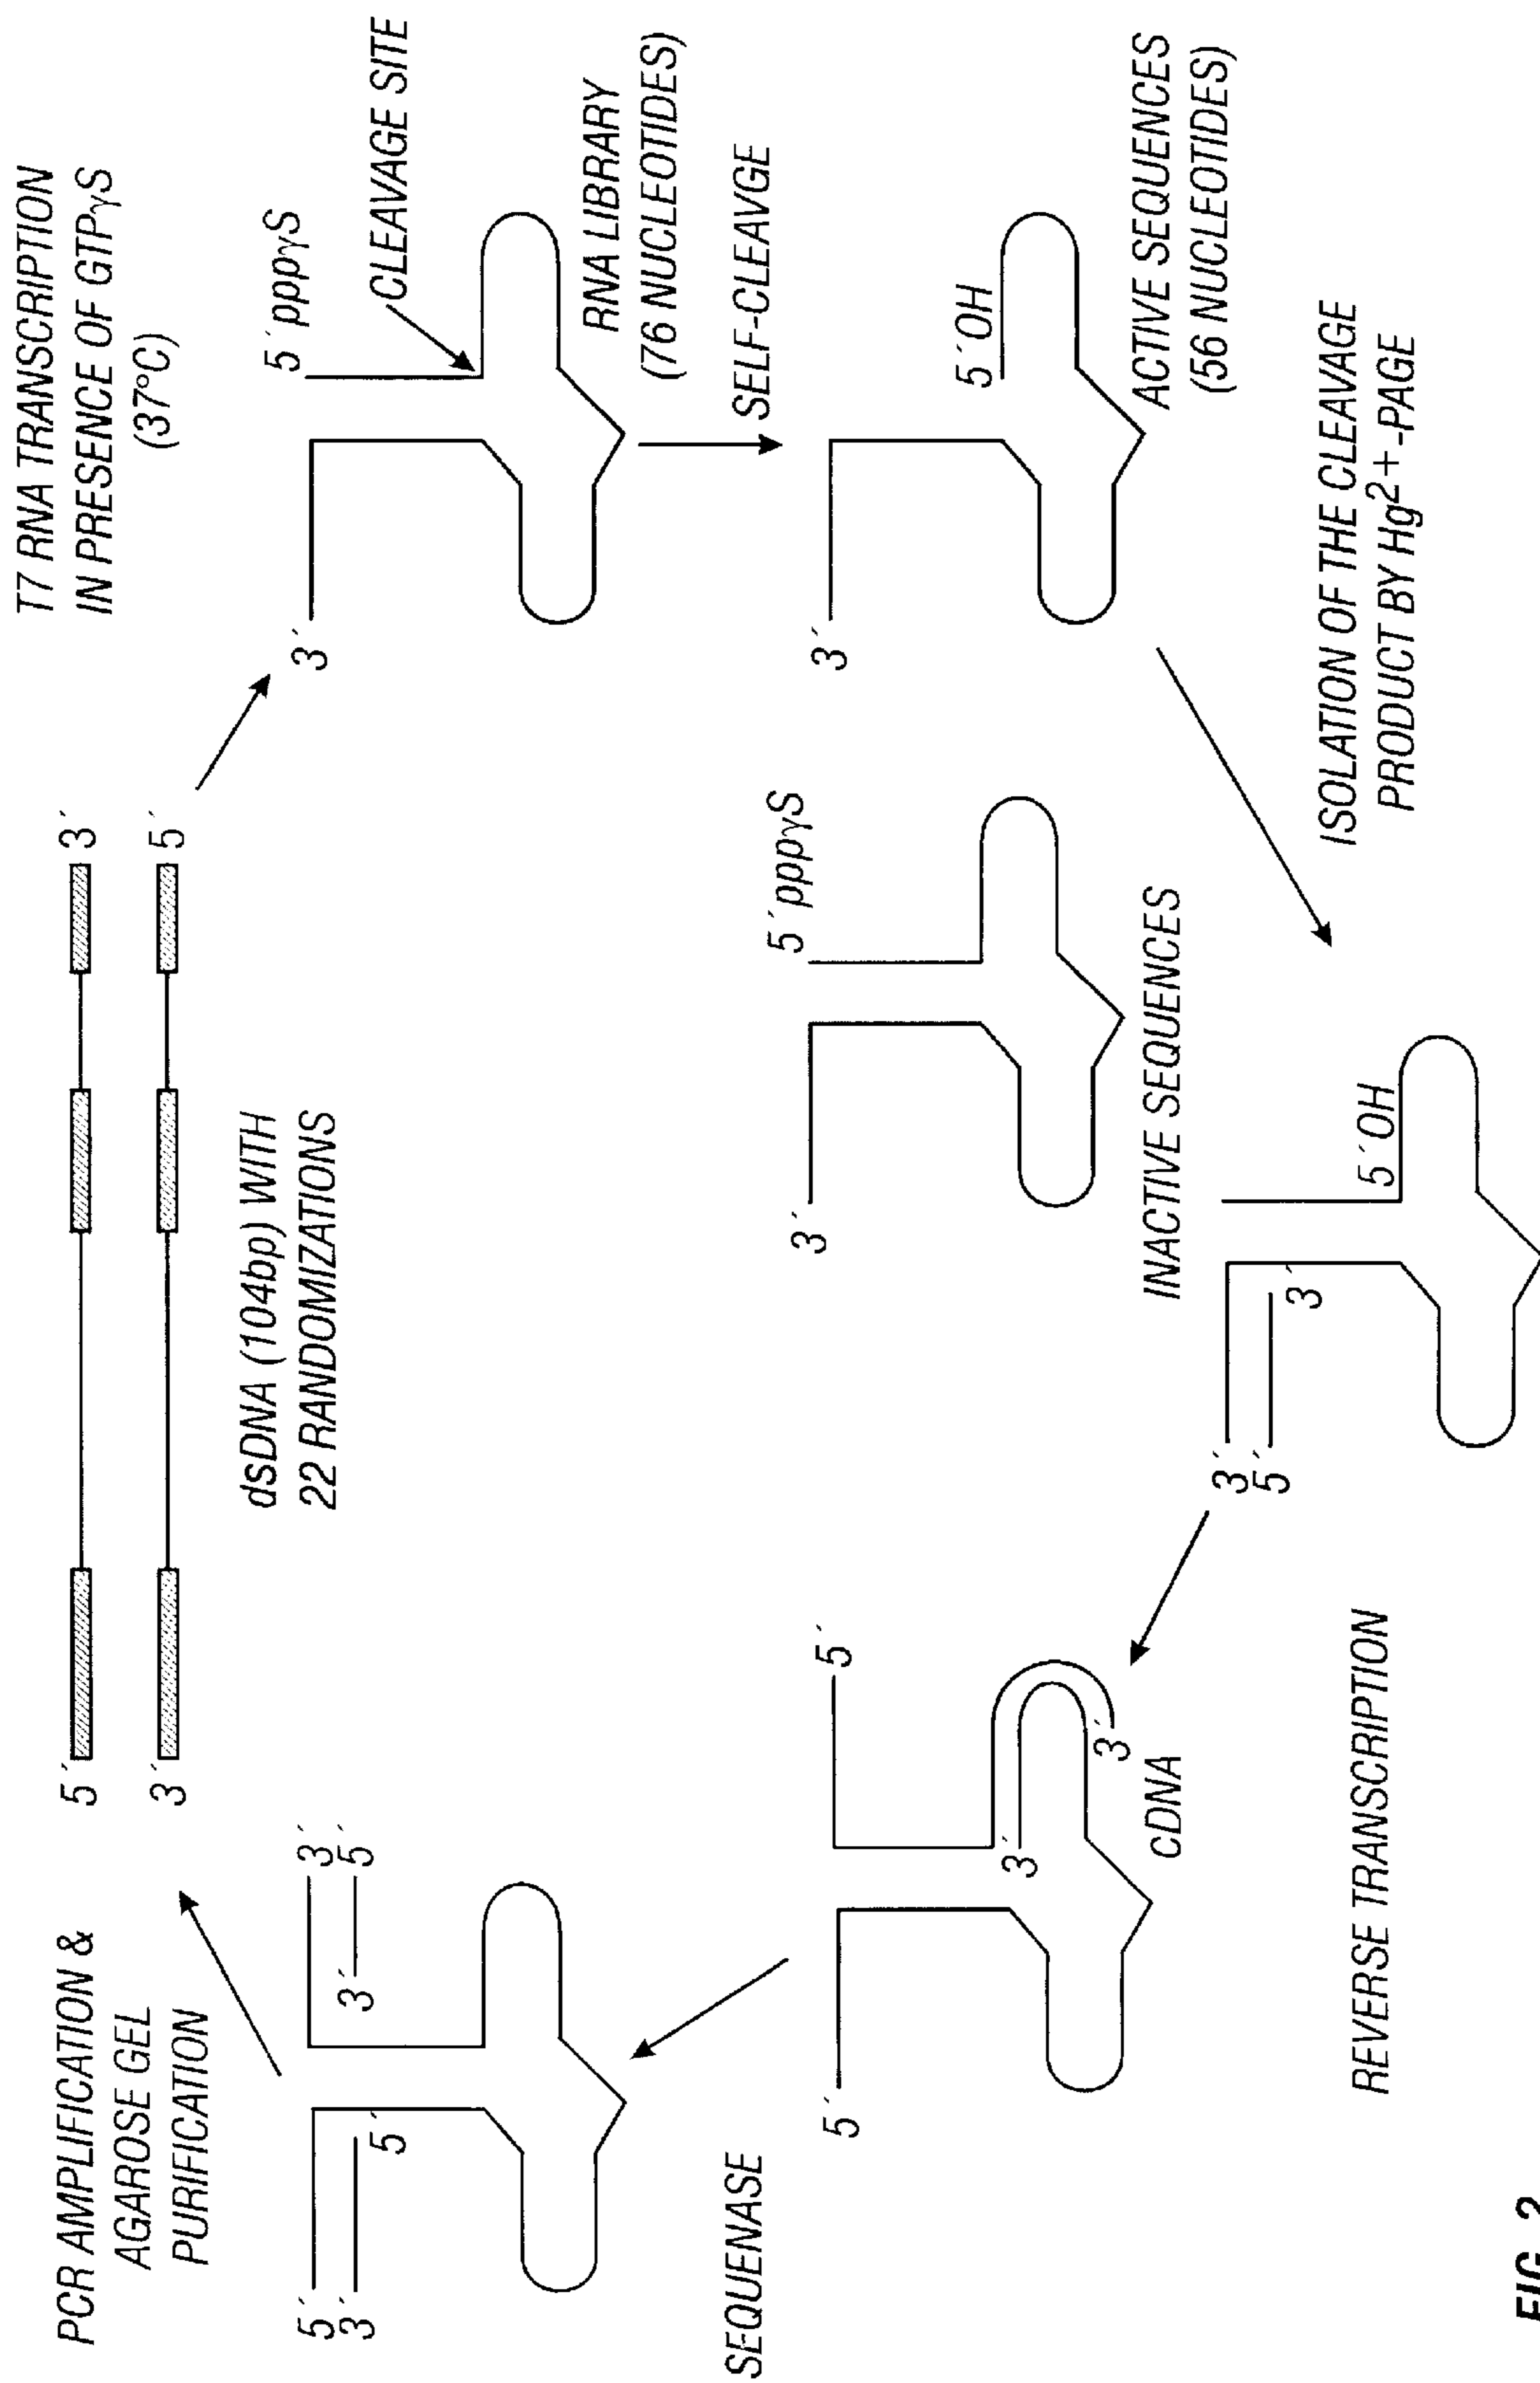 5´ 3´
3´ 5´
dsDNA (104bp) WITH
22 RANDOMIZATIONS
T7 RNA TRANSCRIPTION
IN PRESENCE OF GTPγS
(37°C)
3´ 5´pppγS
CLEAVAGE SITE
RNA LIBRARY
(76 NUCLEOTIDES)
SELF-CLEAVGE
3´ 5´OH
ACTIVE SEQUENCES
(56 NUCLEOTIDES)
3´ 5´pppγS
INACTIVE SEQUENCES
ISOLATION OF THE CLEAVAGE
PRODUCT BY Hg2+-PAGE
3´
5´ 3´
5´OH
REVERSE TRANSCRIPTION
5´ 5´
3´
3´
cDNA
SEQUENASE
5´ 3´
3´ 5´ 3´ 5´
PCR AMPLIFICATION &
AGAROSE GEL
PURIFICATION
FIG. 2